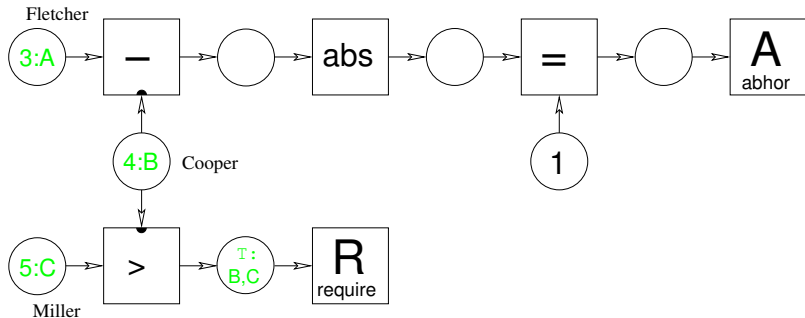 Fletcher
3:A
−
abs
=
A
abhor
4:B
Cooper
1
5:C
>
T:
B,C
R
require
Miller